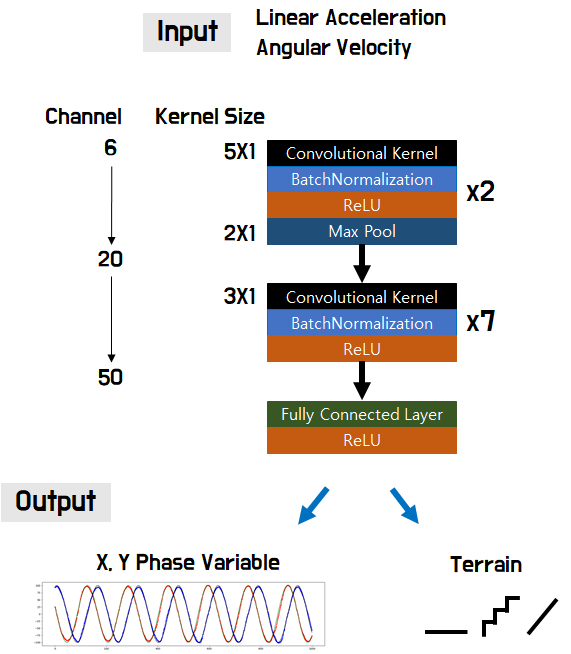 Input
Linear Acceleration
Angular Velocity
Channel
Kernel Size
6
5X1
Convolutional Kernel
BatchNormalization
ReLU
X2
2X1
Max Pool
20
3X1
Convolutional Kernel
BatchNormalization
ReLU
X7
50
Fully Connected Layer
ReLU
Output
X, Y Phase Variable
Terrain